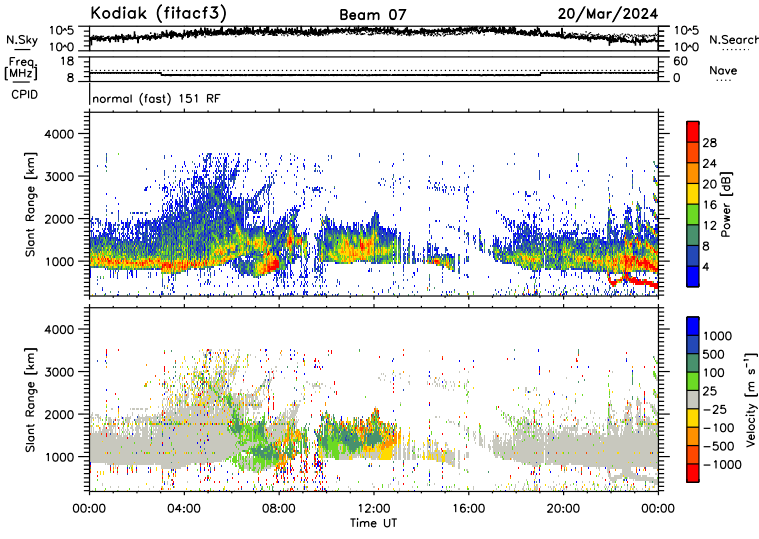 Kodiak (fitacf3) Beam 07 20/Mar/2024
N.Sky 10^5 10^0 10^5 10^0 N.Search
Freq. [MHz] 18 8 60 0 Nave
CPID normal (fast) 151 RF
Slant Range [km] 4000 3000 2000 1000
Power [dB] 28 24 20 16 12 8 4
Slant Range [km] 4000 3000 2000 1000
Velocity [m s⁻¹] 1000 500 100 25 −25 −100 −500 −1000
00:00 04:00 08:00 12:00 16:00 20:00 00:00
Time UT